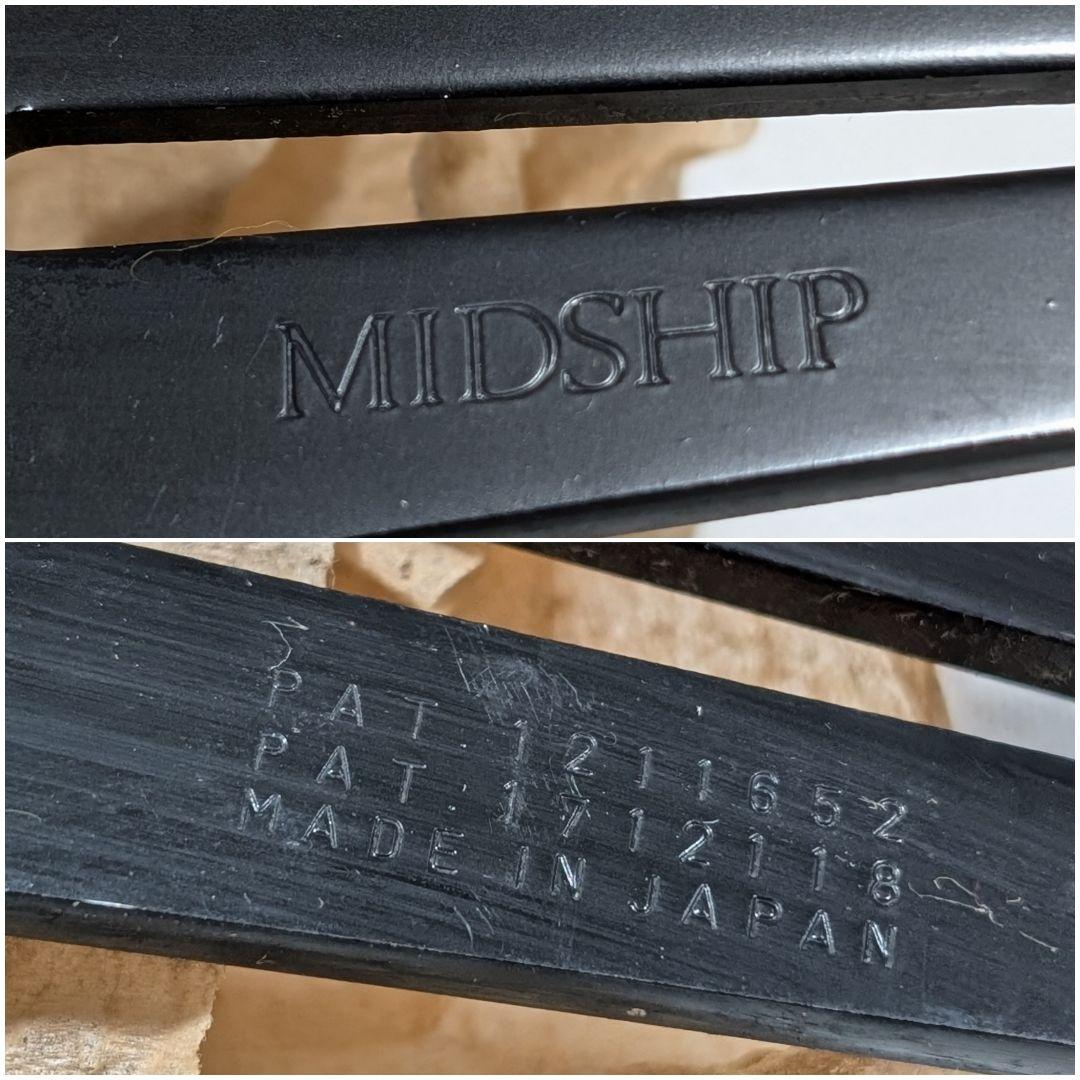 MIDSHIP
PAT. 1211652
PAT. 1712118
MADE IN JAPAN